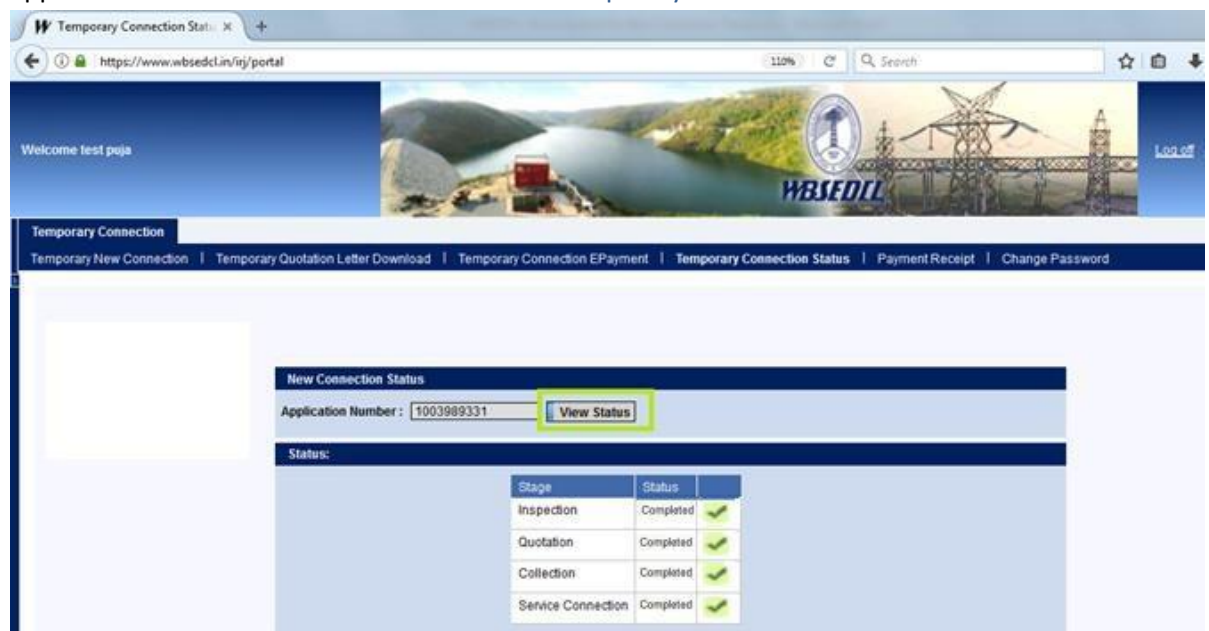 Temporary Connection Stat
https://www.wbsedcl.in/irj/portal
110%
Search
Welcome test puja
WBSEDCL
Log off
Temporary Connection
Temporary New Connection | Temporary Quotation Letter Download | Temporary Connection EPayment | Temporary Connection Status | Payment Receipt | Change Password
New Connection Status
Application Number : 1003989331 View Status
Status:
Stage Status
Inspection Completed
Quotation Completed
Collection Completed
Service Connection Completed